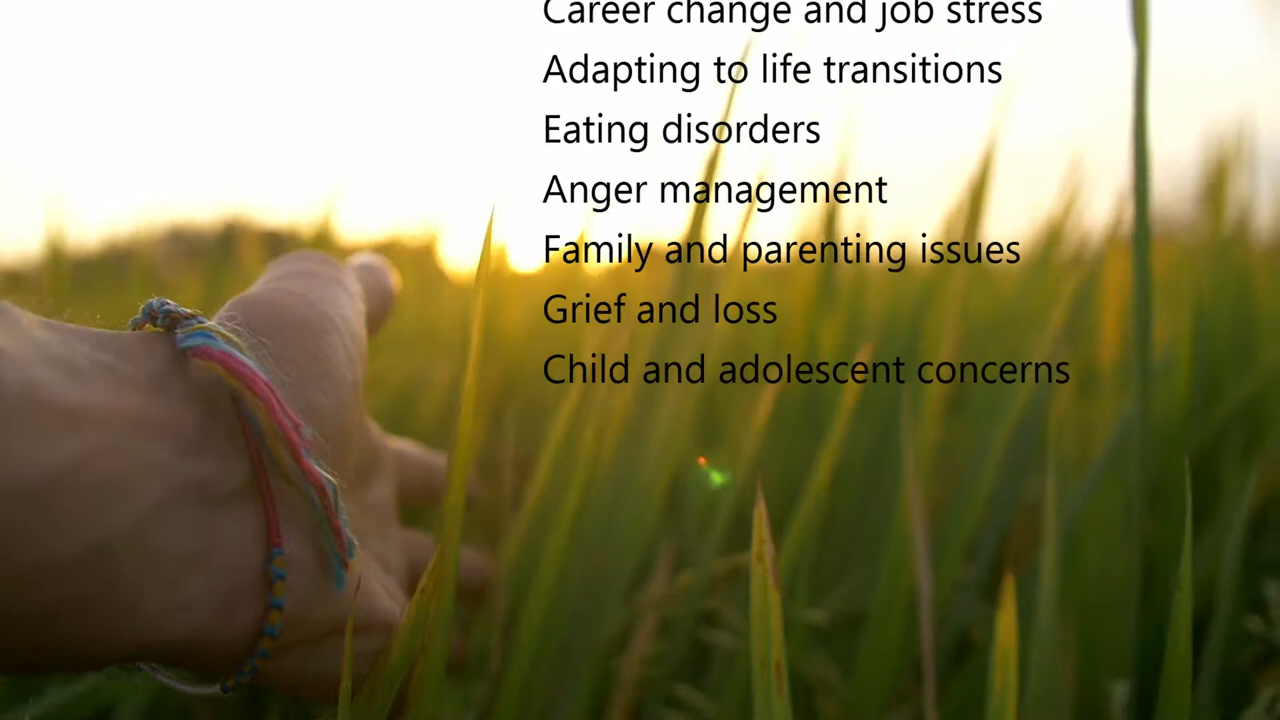 Career change and job stress
Adapting to life transitions
Eating disorders
Anger management
Family and parenting issues
Grief and loss
Child and adolescent concerns